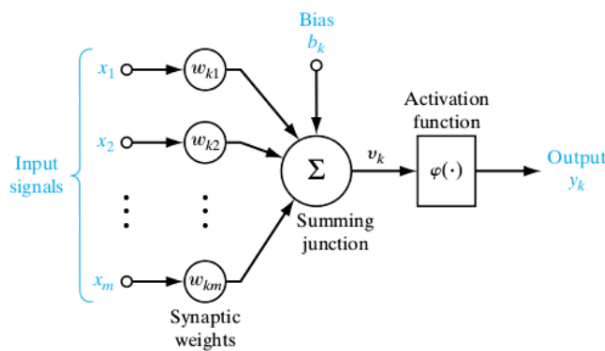 Bias
b_k
x_1
w_k1
Activation
function
x_2
w_k2
Input
signals
Σ
v_k
φ(·)
Output
y_k
Summing
junction
x_m
w_km
Synaptic
weights